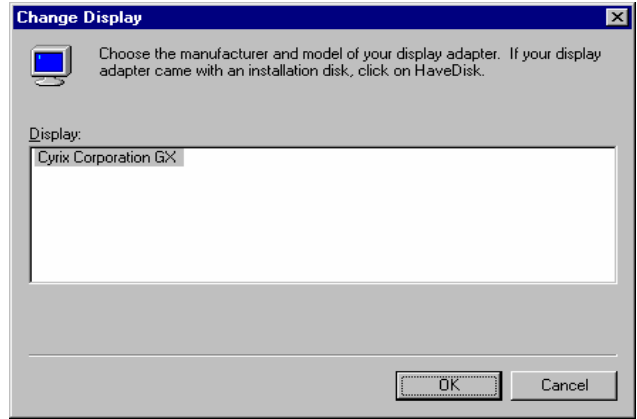 Change Display
Choose the manufacturer and model of your display adapter. If your display
adapter came with an installation disk, click on HaveDisk.
Display:
Cyrix Corporation GX
OK
Cancel